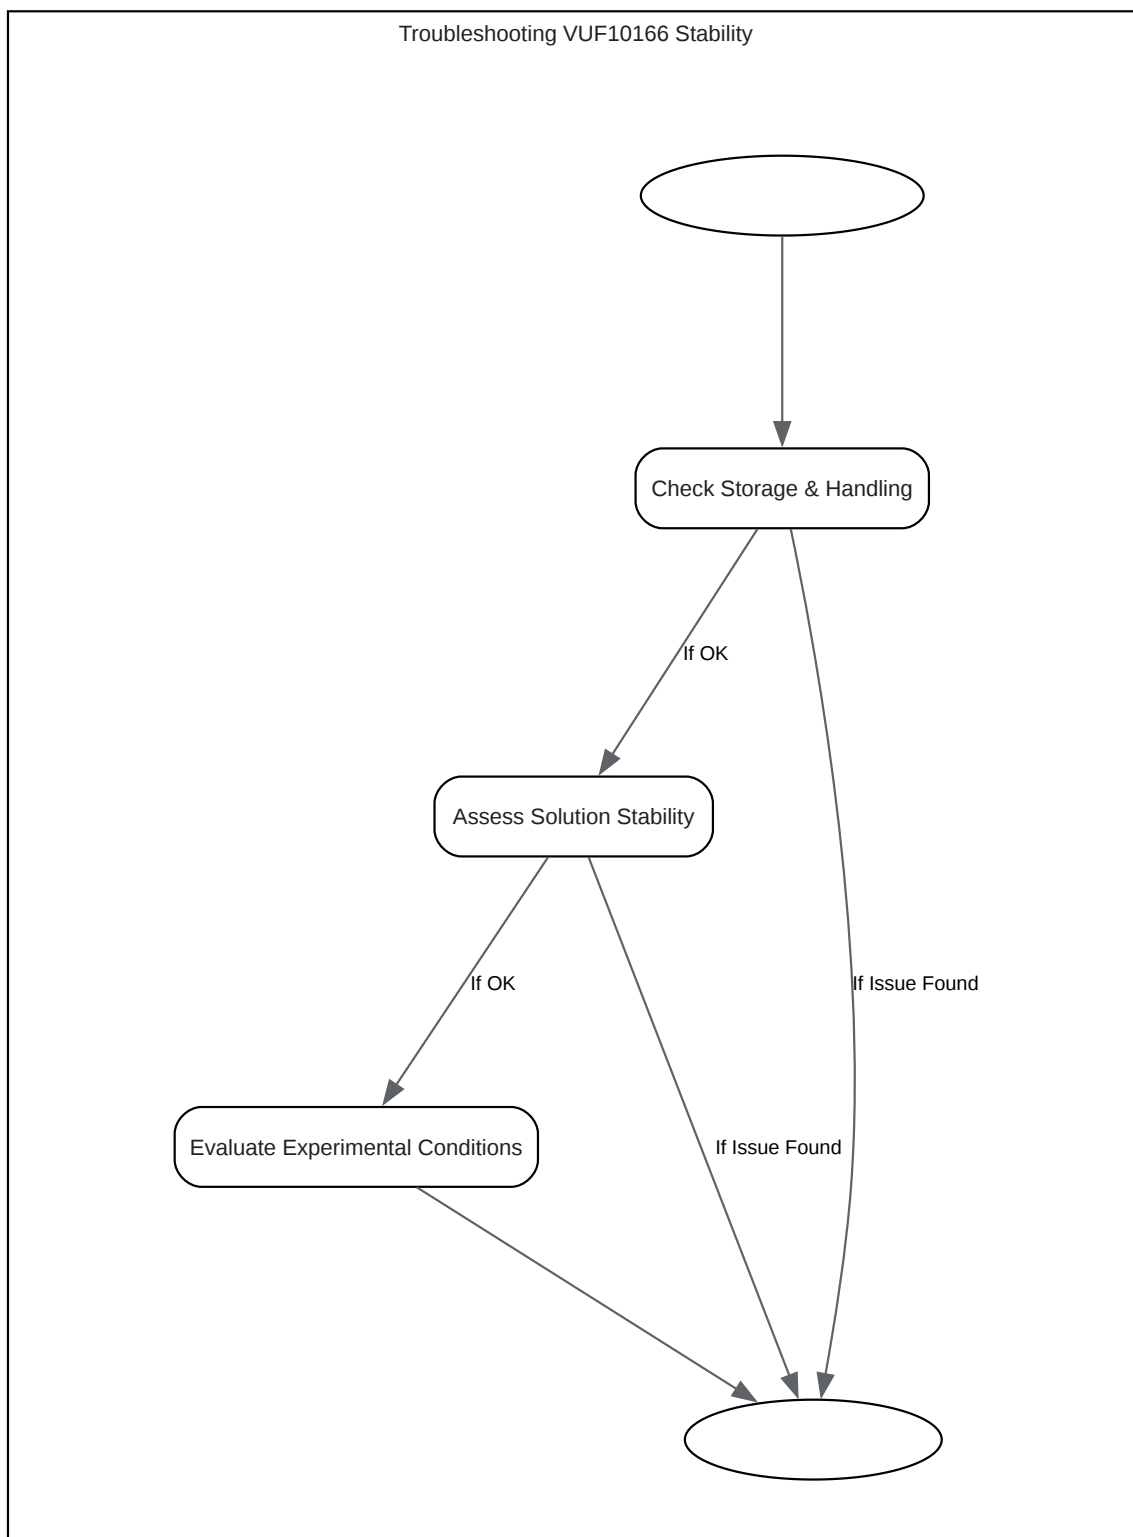 Troubleshooting VUF10166 Stability
Check Storage & Handling
If OK
Assess Solution Stability
If OK
If Issue Found
Evaluate Experimental Conditions
If Issue Found